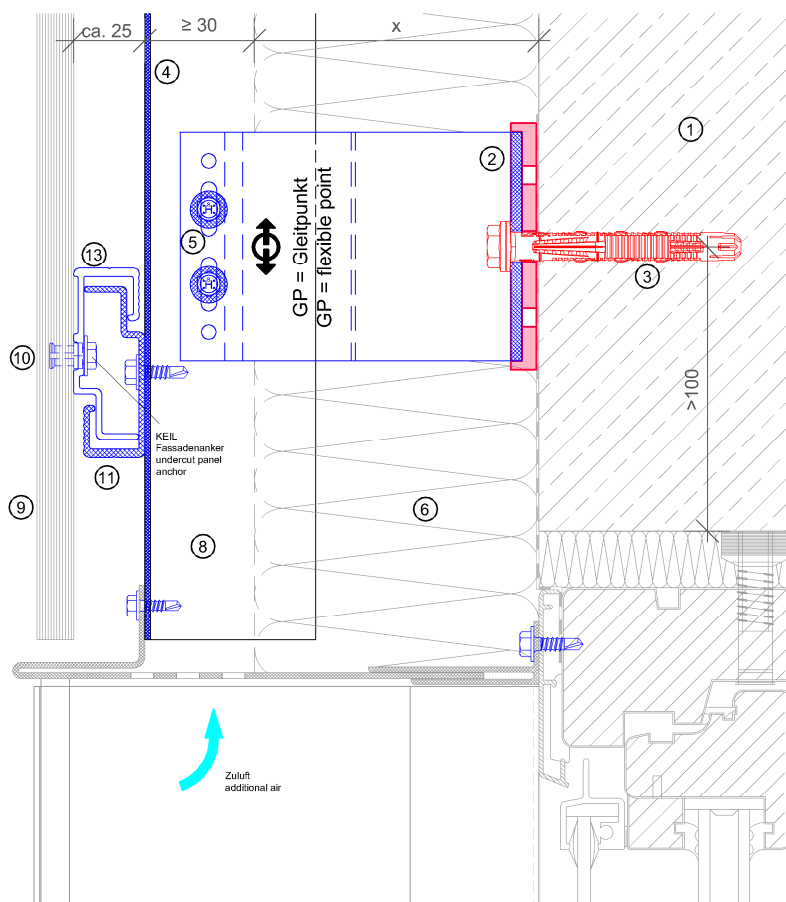 ca. 25
≥ 30
x
4
1
2
5
GP = Gleitpunkt
GP = flexible point
3
13
10
>100
KEIL
Fassadenanker
undercut panel
anchor
11
9
6
8
Zuluft
additional air